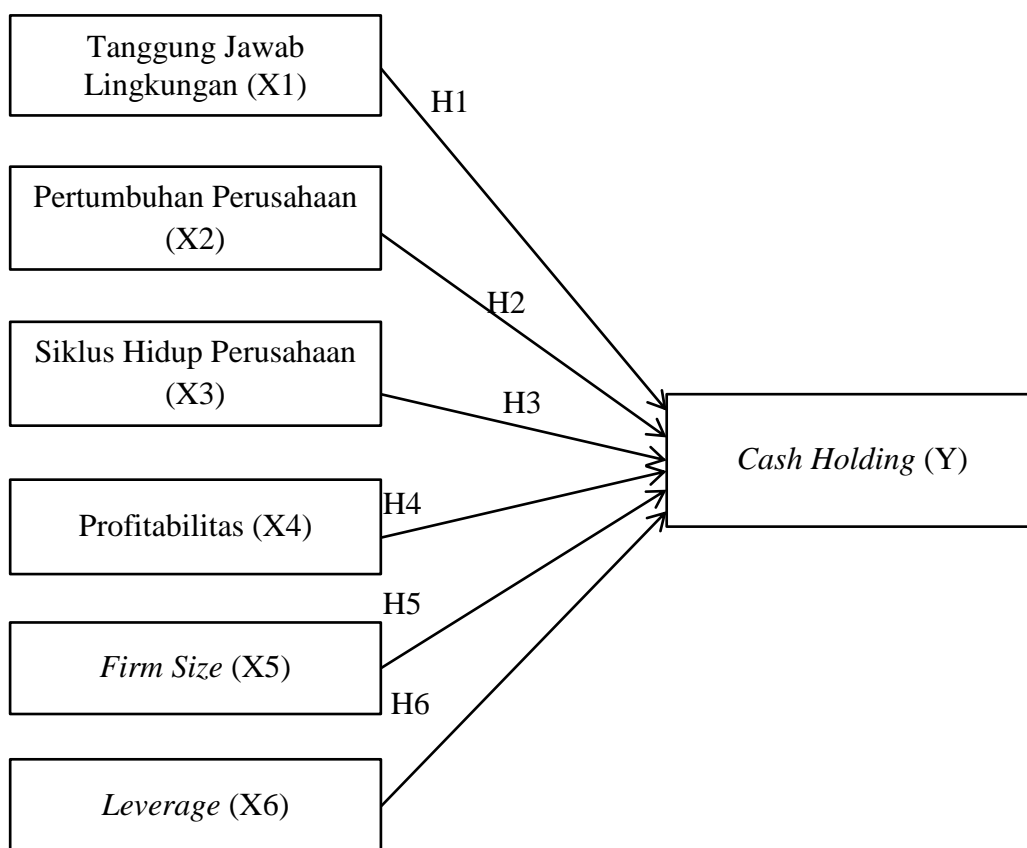 Tanggung Jawab
Lingkungan (X1)
H1
Pertumbuhan Perusahaan
(X2)
H2
Siklus Hidup Perusahaan
(X3)
H3
Cash Holding (Y)
Profitabilitas (X4)
H4
H5
Firm Size (X5)
H6
Leverage (X6)